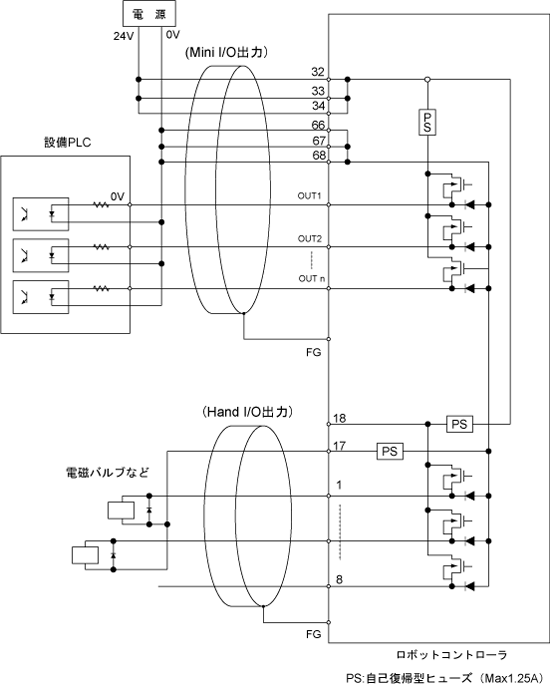 電 源
24V
0V
(Mini I/O出力)
32
33
34
66
67
68
PS
設備PLC
0V
OUT1
OUT2
OUT n
FG
(Hand I/O出力)
18
PS
17
PS
電磁バルブなど
1
8
FG
ロボットコントローラ
PS:自己復帰型ヒューズ(Max1.25A)